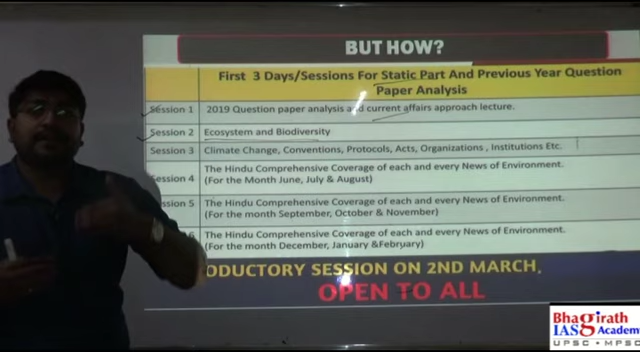 BUT HOW?
First 3 Days/Sessions For Static Part And Previous Year Question
Paper Analysis
Session 1 2019 Question paper analysis and current affairs approach lecture.
Session 2 Ecosystem and Biodiversity
Session 3 Climate Change, Conventions, Protocols, Acts, Organizations , Institutions Etc.
Session 4 The Hindu Comprehensive Coverage of each and every News of Environment.
(For the Month June, July & August)
ssion 5 The Hindu Comprehensive Coverage of each and every News of Environment.
(For the month September, October & November)
6 The Hindu Comprehensive Coverage of each and every News of Environment.
(For the month December, January &February)
ODUCTORY SESSION ON 2ND MARCH,
OPEN TO ALL
Bhagirath
IAS Academy
UPSC • MPSC